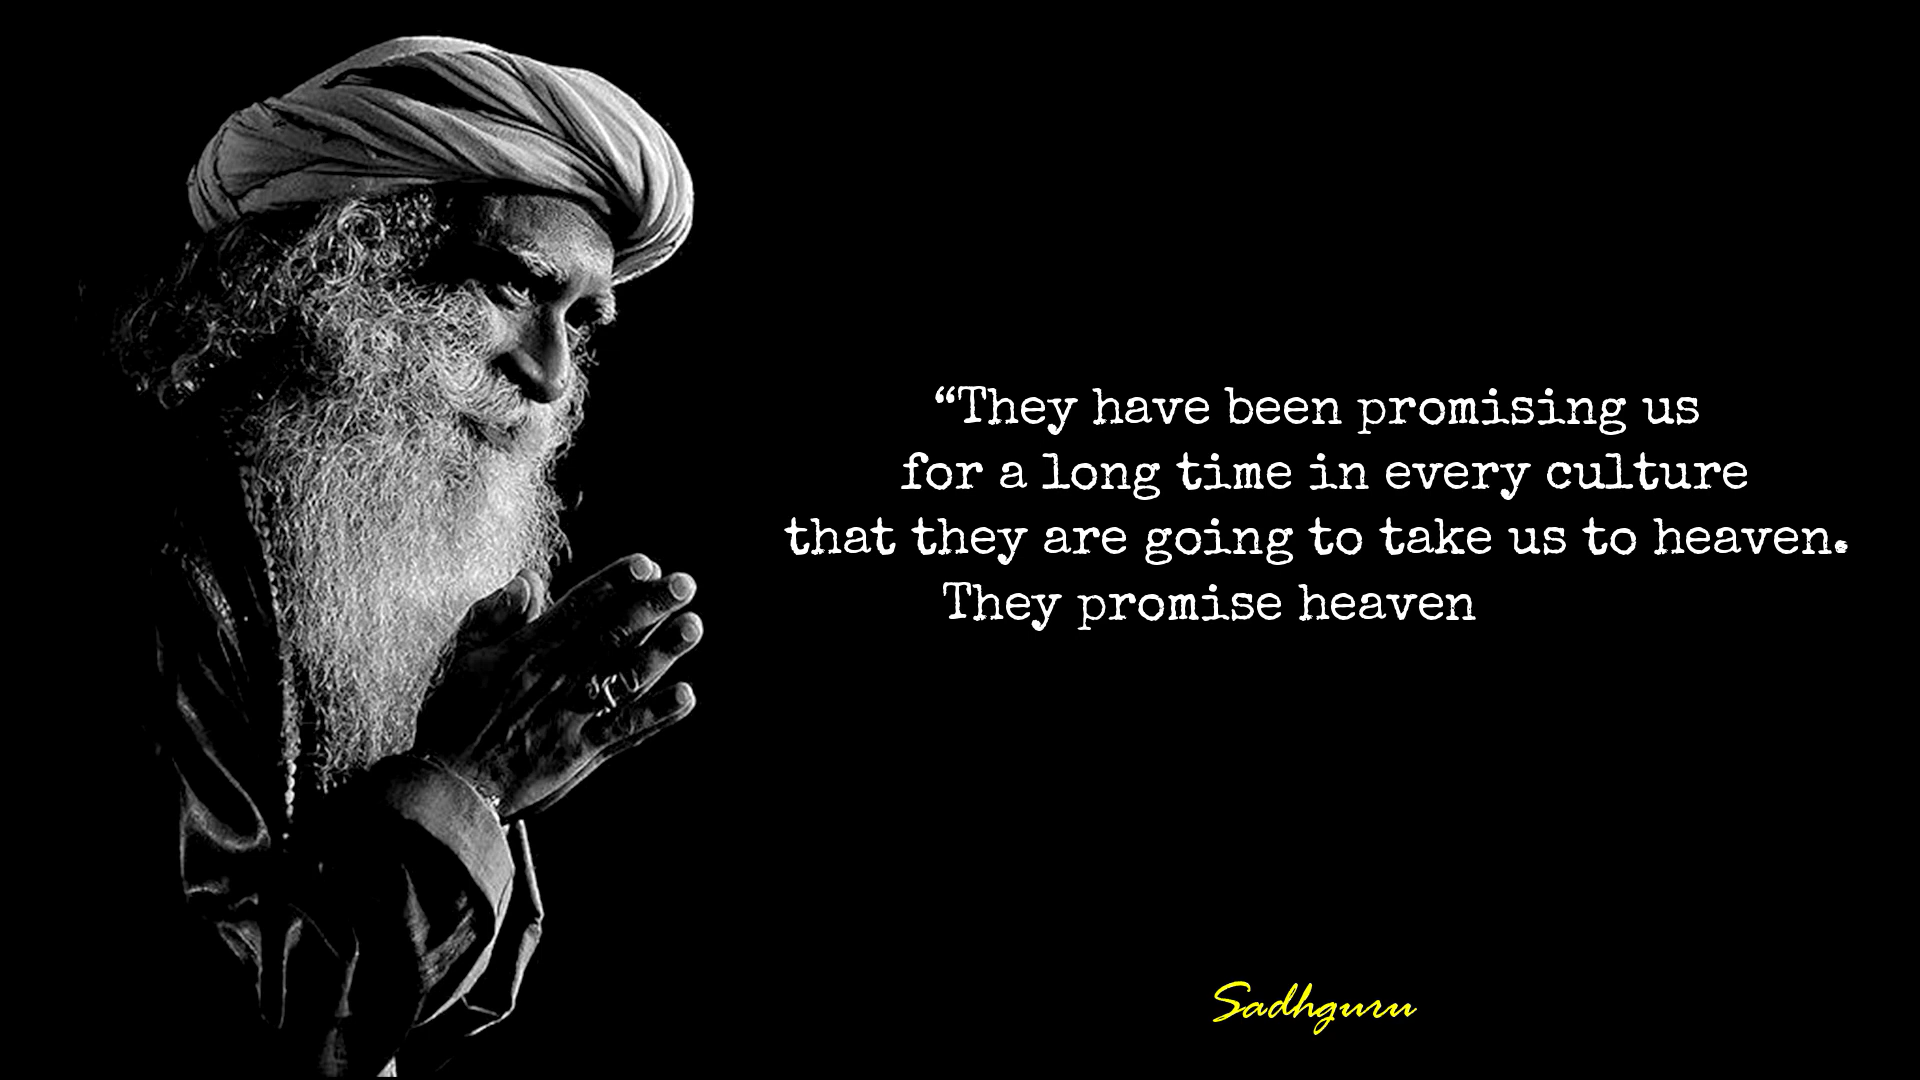 “They have been promising us
for a long time in every culture
that they are going to take us to heaven.
They promise heaven
Sadhguru